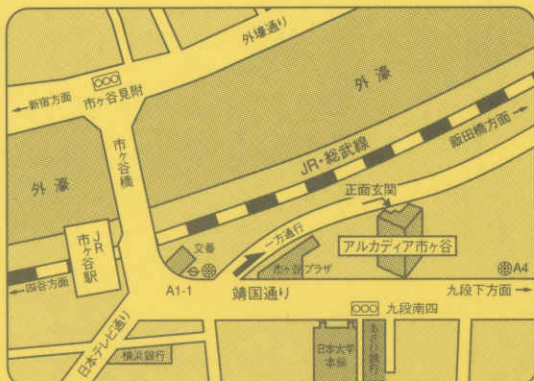 外堀通り
←新宿方面
市ヶ谷見附
外濠
飯田橋方面→
市ヶ谷橋
JR・総武線
外濠
正面玄関
JR
市ヶ谷駅
交番
一方通行
アルカディア市ヶ谷
市ヶ谷プラザ
A4
←四谷方面
A1-1
靖国通り
九段下方面→
九段南四
日本テレビ通り
横浜銀行
日本大学
本部
あさひ銀行